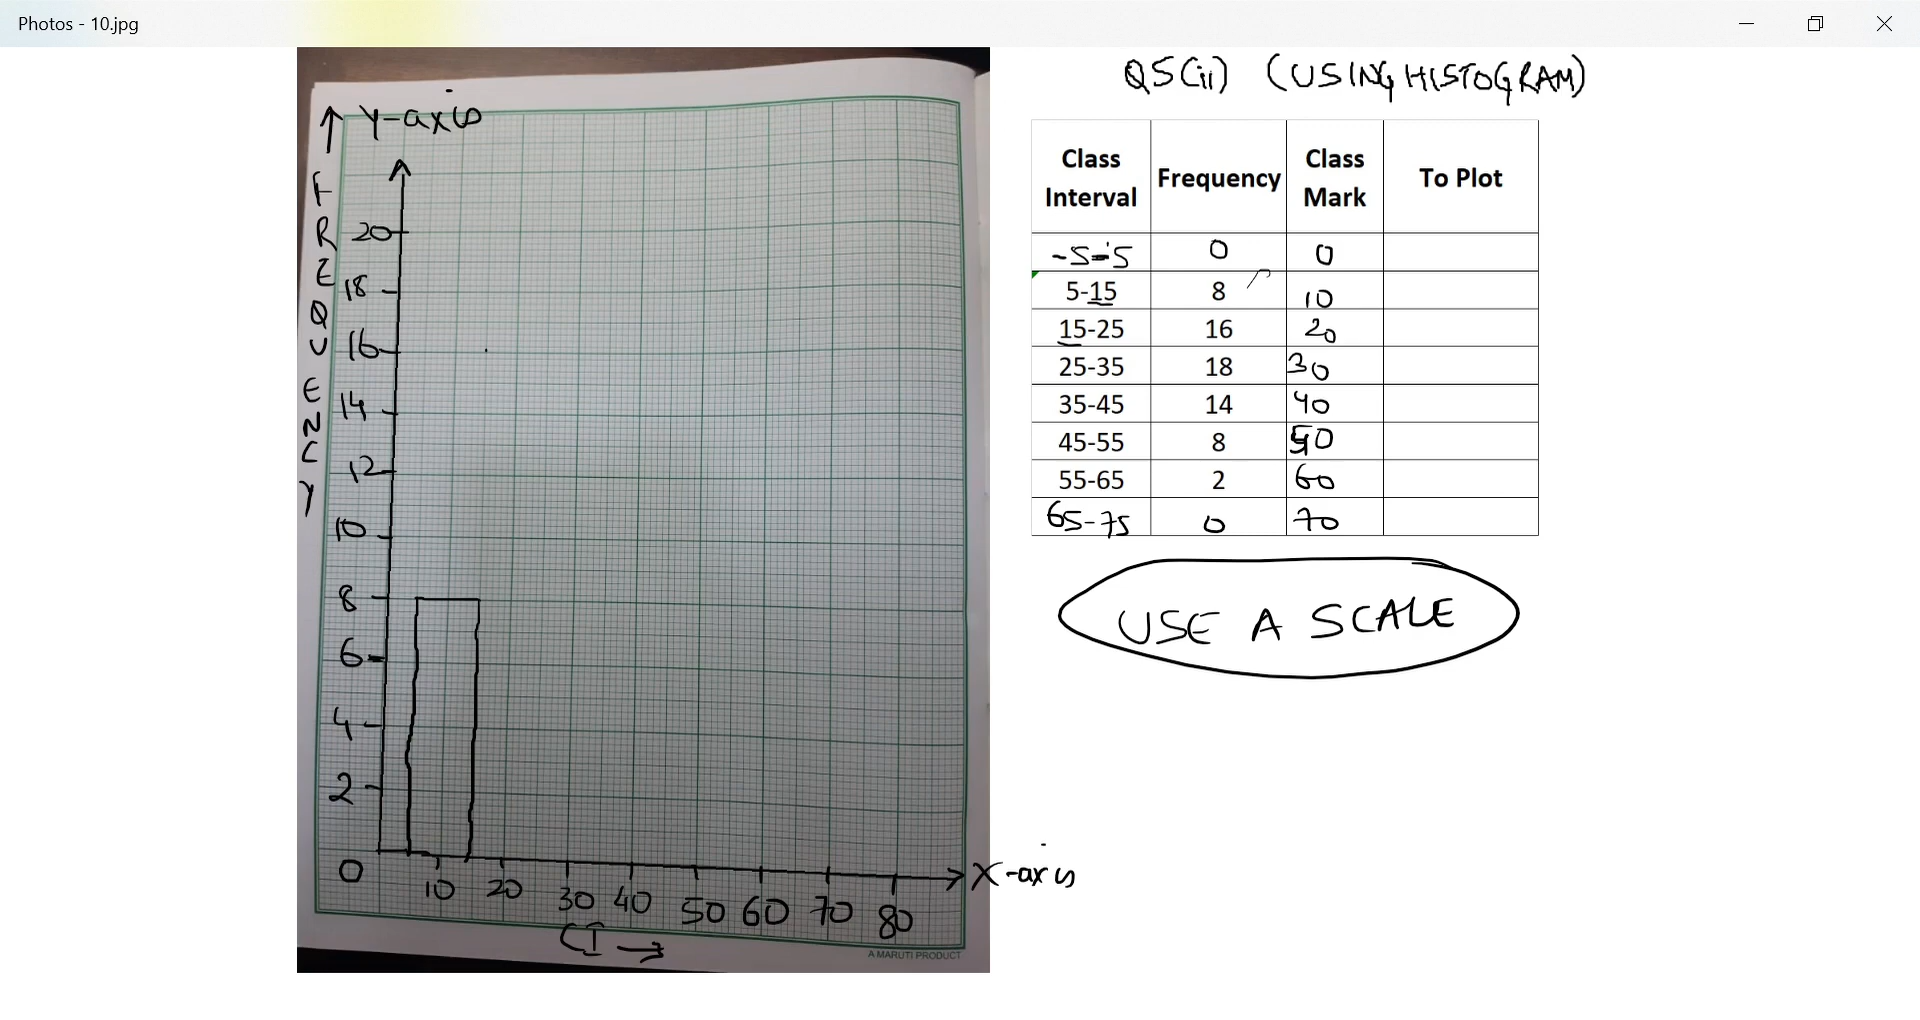 Photos - 10.jpg
Q5(ii) (USING HISTOGRAM)
Y-axis
FREQUENCY
20
18
16
14
12
10
8
6
4
2
0
10 20 30 40 50 60 70 80
X-axis
CI
A MARUTI PRODUCT
Class Interval Frequency Class Mark To Plot
-5-5 0 0
5-15 8 10
15-25 16 20
25-35 18 30
35-45 14 40
45-55 8 50
55-65 2 60
65-75 0 70
USE A SCALE